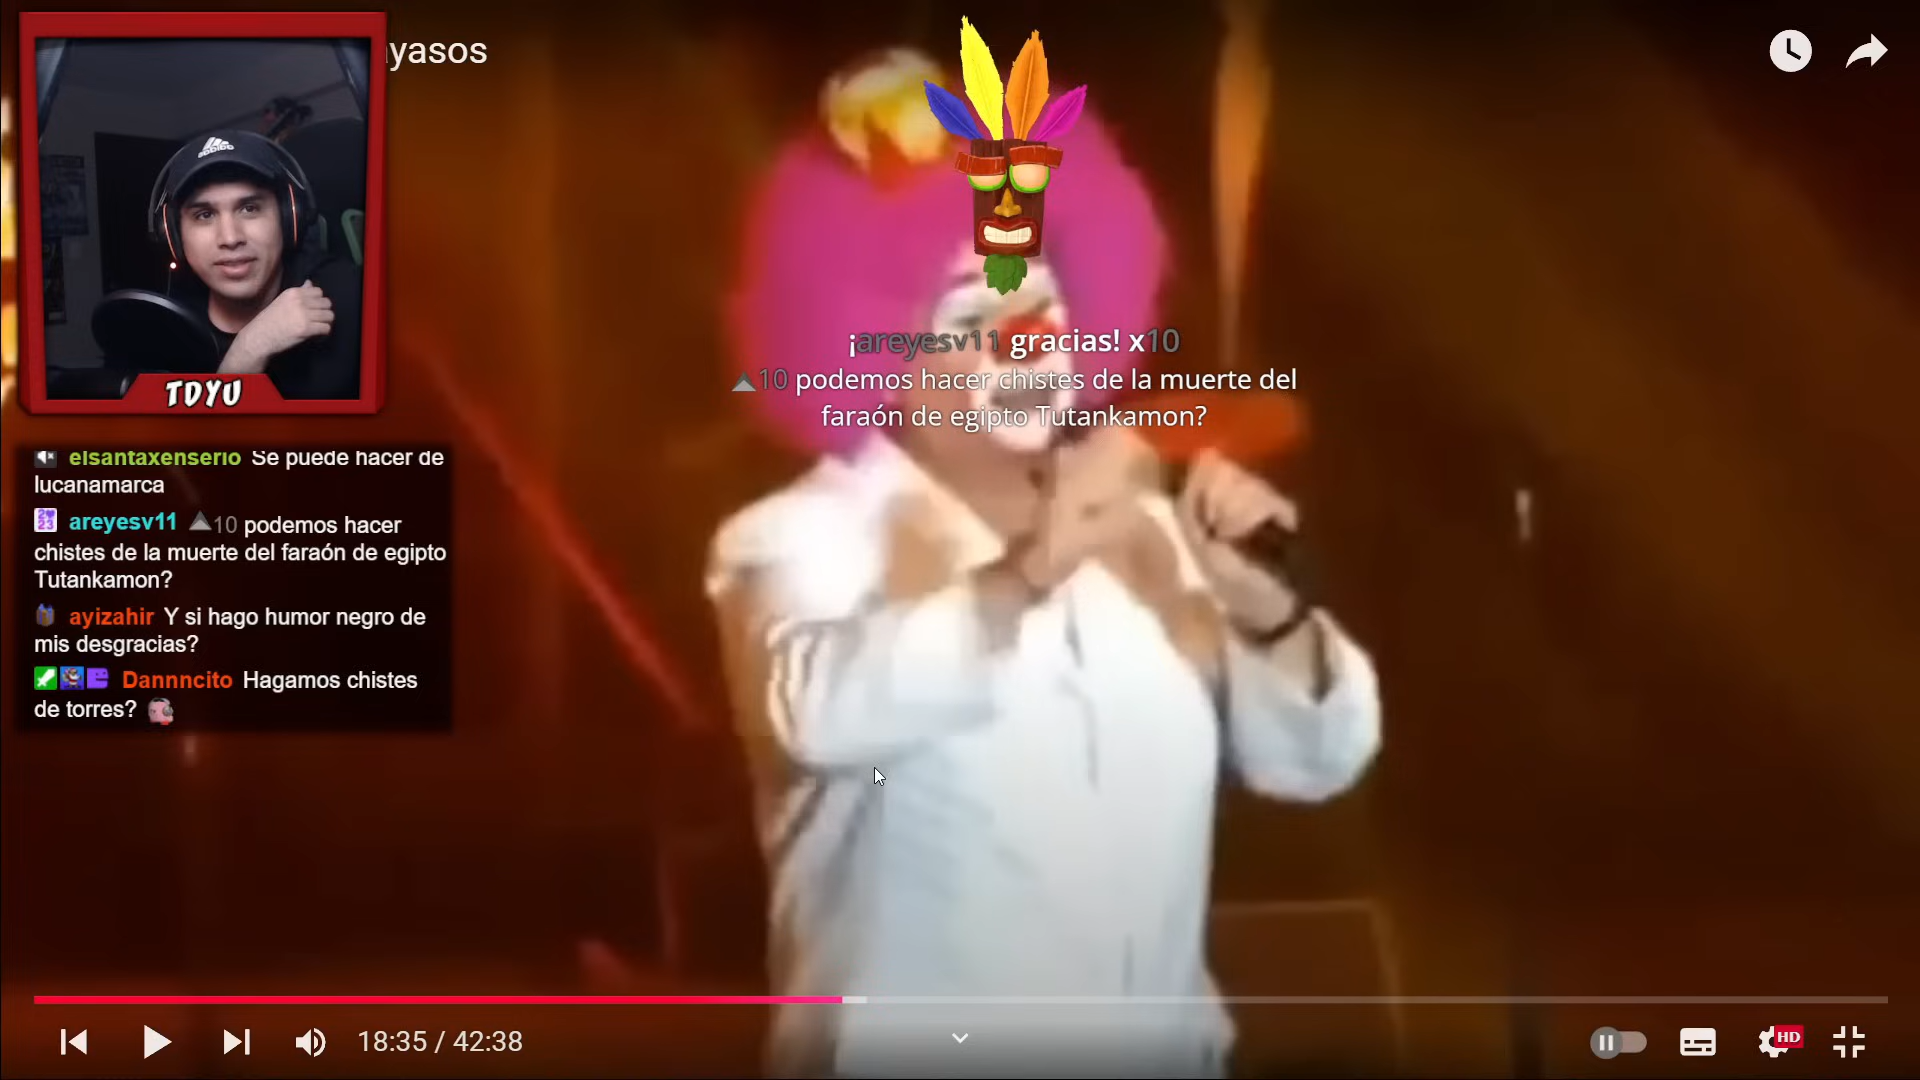 ayasos
adidas
TDYU
¡areyesv11 gracias! x10
10 podemos hacer chistes de la muerte del
faraón de egipto Tutankamon?
elsantaxenserio Se puede hacer de
lucanamarca
areyesv11 10 podemos hacer
chistes de la muerte del faraón de egipto
Tutankamon?
ayizahir Y si hago humor negro de
mis desgracias?
Dannncito Hagamos chistes
de torres?
18:35 / 42:38
HD